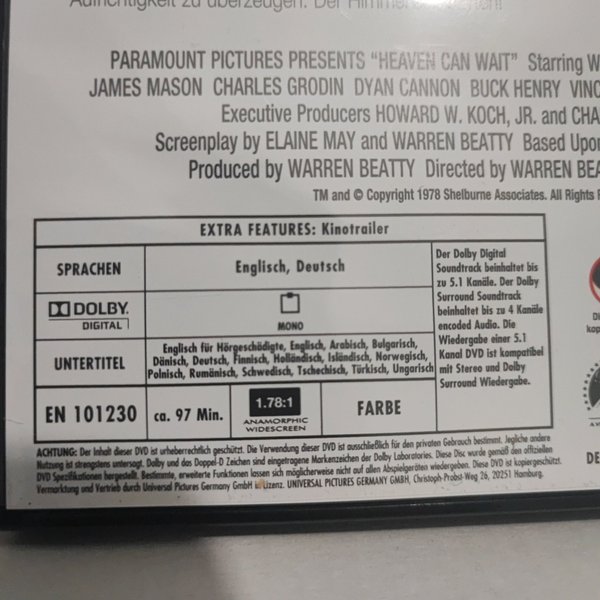 Aufrichtigkeit zu überzeugen. Der
PARAMOUNT PICTURES PRESENTS "HEAVEN CAN WAIT" Starring W
JAMES MASON CHARLES GRODIN DYAN CANNON BUCK HENRY VINC
Executive Producers HOWARD W. KOCH, JR. and CHA
Screenplay by ELAINE MAY and WARREN BEATTY Based Upo
Produced by WARREN BEATTY Directed by WARREN BEA
TM and © Copyright 1978 Shelburne Associates. All Rights R
EXTRA FEATURES: Kinotrailer
SPRACHEN
Englisch, Deutsch
DOLBY
DIGITAL
MONO
UNTERTITEL
Englisch für Hörgeschädigte, Englisch, Arabisch, Bulgarisch,
Dänisch, Deutsch, Finnisch, Holländisch, Isländisch, Norwegisch,
Polnisch, Rumänisch, Schwedisch, Tschechisch, Türkisch, Ungarisch
EN 101230
ca. 97 Min.
1.78:1
ANAMORPHIC
WIDESCREEN
FARBE
Der Dolby Digital
Soundtrack beinhaltet bis
zu 5.1 Kanäle. Der Dolby
Surround Soundtrack
beinhaltet bis zu 4 Kanäle
encoded Audio. Die
Wiedergabe einer 5.1
Kanal DVD ist kompatibel
mit Stereo und Dolby
Surround Wiedergabe.
ACHTUNG: Der Inhalt dieser DVD ist urheberrechtlich geschützt. Die Verwendung dieser DVD ist ausschließlich für den privaten Gebrauch bestimmt. Jegliche andere
Nutzung ist strengstens untersagt. Dolby und das Doppel-D Zeichen sind eingetragene Markenzeichen der Dolby Laboratories. Diese Disc wurde gemäß den offiziellen
DVD Spezifikationen hergestellt. Bestimmte, erweiterte Funktionen lassen sich möglicherweise nicht auf allen Abspielgeräten wiedergeben. Diese DVD ist kopiergeschützt.
Vermarktung und Vertrieb durch Universal Pictures Germany GmbH in Lizenz. UNIVERSAL PICTURES GERMANY GMBH, Christoph-Probst-Weg 26, 20251 Hamburg.
kop
DE